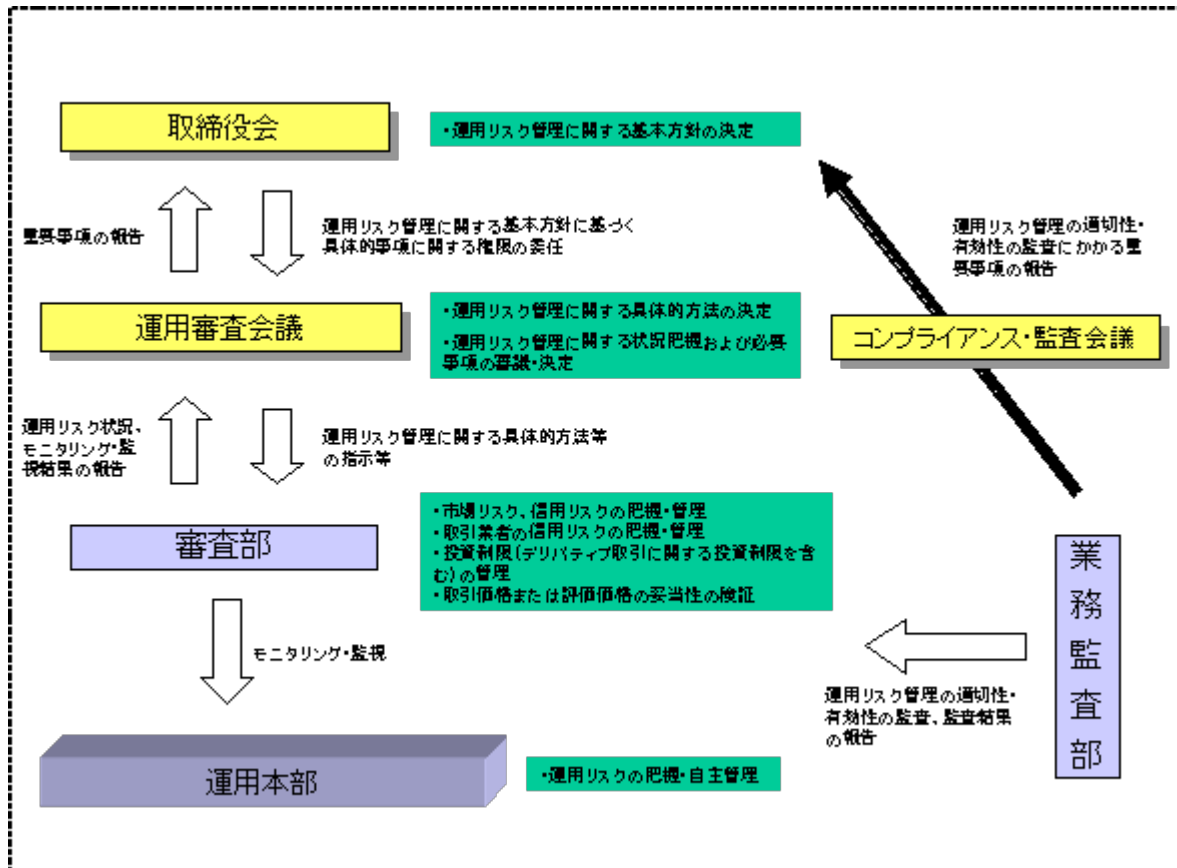 取締役会
・運用リスク管理に関する基本方針の決定
重要事項の報告
運用リスク管理に関する基本方針に基づく
具体的事項に関する権限の委任
運用リスク管理の適切性・
有効性の監査にかかる重
要事項の報告
運用審査会議
・運用リスク管理に関する具体的方法の決定
・運用リスク管理に関する状況把握および必要
事項の審議・決定
コンプライアンス・監査会議
運用リスク状況、
モニタリング・監
視結果の報告
運用リスク管理に関する具体的方法等
の指示等
審査部
・市場リスク、信用リスクの把握・管理
・取引業者の信用リスクの把握・管理
・投資制限(デリバティブ取引に関する投資制限を含
む)の管理
・取引価格または評価価格の妥当性の検証
業務監査部
モニタリング・監視
運用リスク管理の適切性・
有効性の監査、監査結果
の報告
運用本部
・運用リスクの把握・自主管理